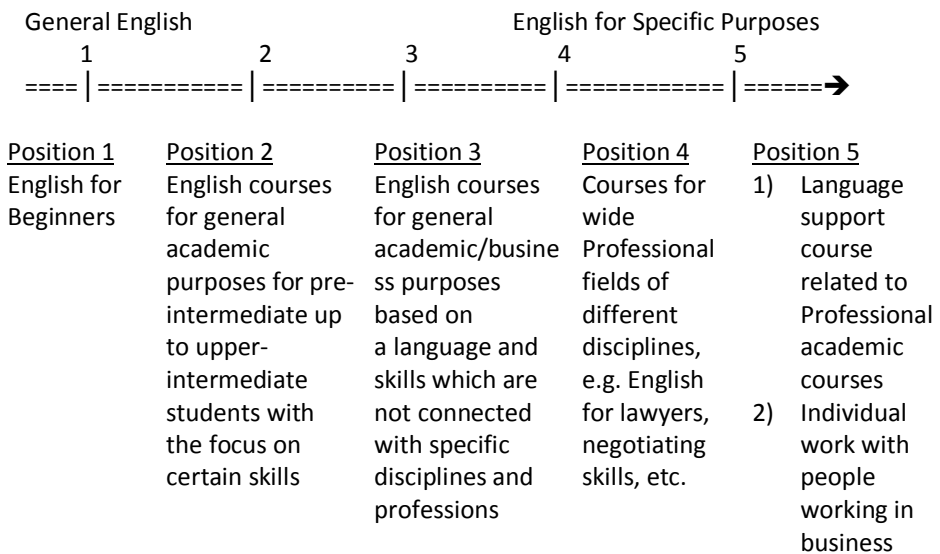 General English English for Specific Purposes
1 2 3 4 5
==== | =========== | ========== | ========== | ============ | ======➔
Position 1
English for
Beginners
Position 2
English courses
for general
academic
purposes for pre-
intermediate up
to upper-
intermediate
students with
the focus on
certain skills
Position 3
English courses
for general
academic/busine
ss purposes
based on
a language and
skills which are
not connected
with specific
disciplines and
professions
Position 4
Courses for
wide
Professional
fields of
different
disciplines,
e.g. English
for lawyers,
negotiating
skills, etc.
Position 5
1) Language
support
course
related to
Professional
academic
courses
2) Individual
work with
people
working in
business